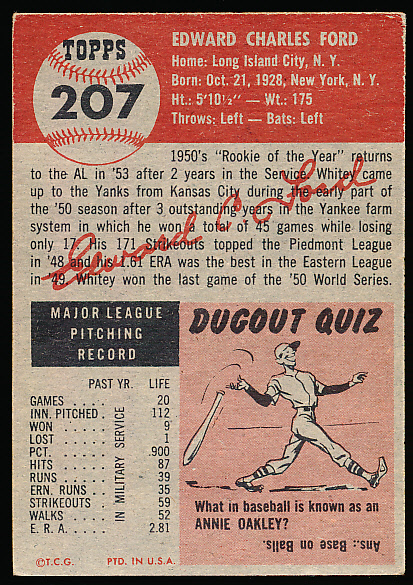 TOPPS
207
EDWARD CHARLES FORD
Home: Long Island City, N. Y.
Born: Oct. 21, 1928, New York, N. Y.
Ht.: 5'10½" — Wt.: 175
Throws: Left — Bats: Left
1950's "Rookie of the Year" returns
to the AL in '53 after 2 years in the Service. Whitey came
up to the Yanks from Kansas City during the early part of
the '50 season after 3 outstanding years in the Yankee farm
system in which he won a total of 45 games while losing
only 17. His 171 Strikeouts topped the Piedmont League
in '48 and his 1.61 ERA was the best in the Eastern League
in '49. Whitey won the last game of the '50 World Series.
Edward C. Ford
MAJOR LEAGUE
PITCHING
RECORD
PAST YR. LIFE
GAMES 20
INN. PITCHED 112
WON 9
LOST 1
PCT. .900
HITS 87
RUNS 39
ERN. RUNS 35
STRIKEOUTS 59
WALKS 52
E. R. A. 2.81
IN MILITARY SERVICE
©T.C.G. PTD. IN U.S.A.
DUGOUT QUIZ
What in baseball is known as an
ANNIE OAKLEY?
Ans.: Base on Balls.